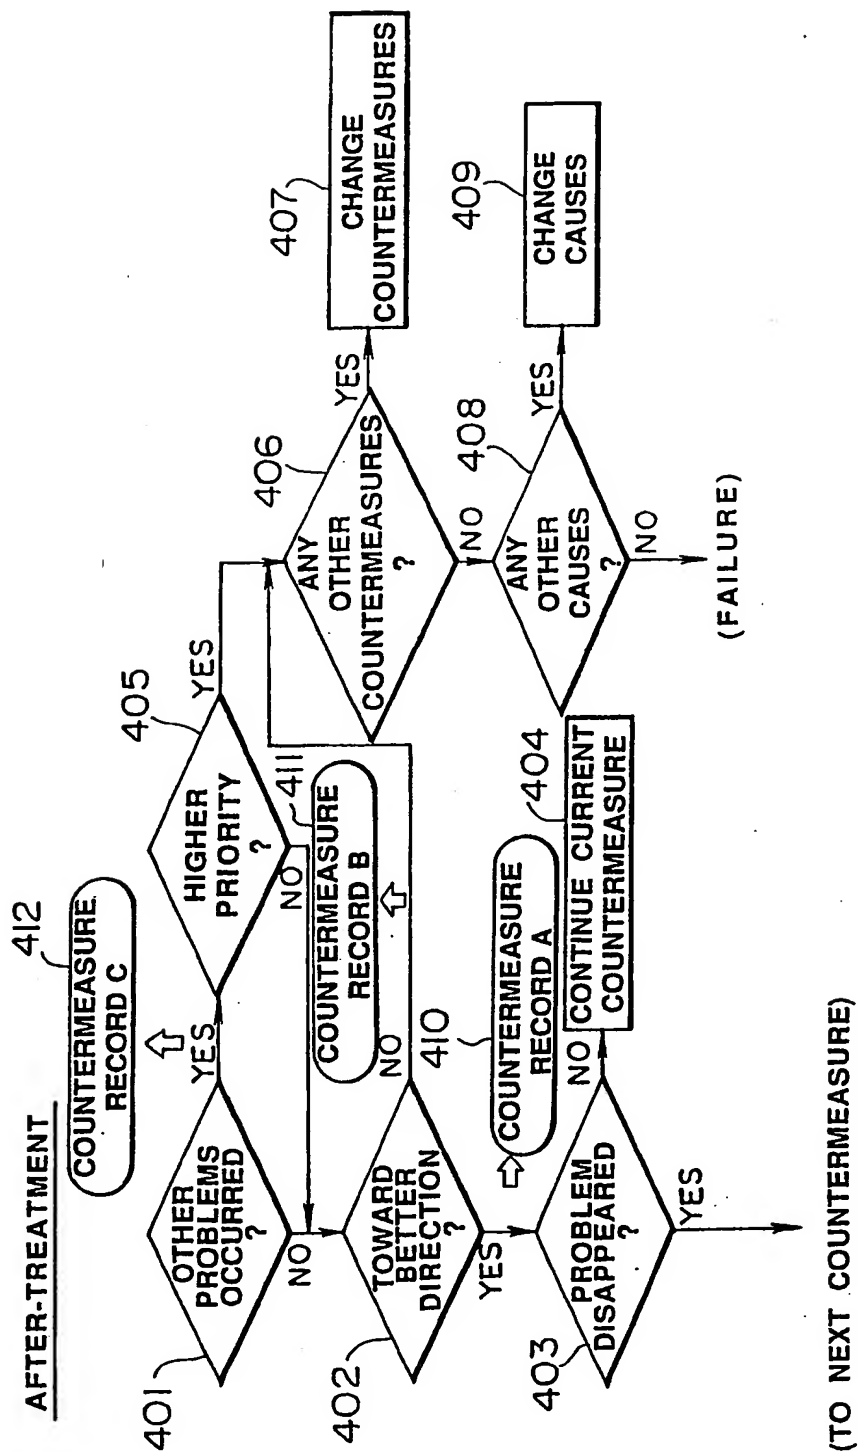 AFTER-TREATMENT
412
COUNTERMEASURE
RECORD C
401
OTHER
PROBLEMS
OCCURRED
?
YES
NO
405
HIGHER
PRIORITY
?
YES
NO
411
COUNTERMEASURE
RECORD B
402
TOWARD
BETTER
DIRECTION
?
NO
YES
406
ANY
OTHER
COUNTERMEASURES
?
YES
NO
407
CHANGE
COUNTERMEASURES
410
COUNTERMEASURE
RECORD A
403
PROBLEM
DISAPPEARED
?
NO
YES
404
CONTINUE CURRENT
COUNTERMEASURE
408
ANY
OTHER
CAUSES
?
YES
NO
409
CHANGE
CAUSES
(FAILURE)
(TO NEXT COUNTERMEASURE)